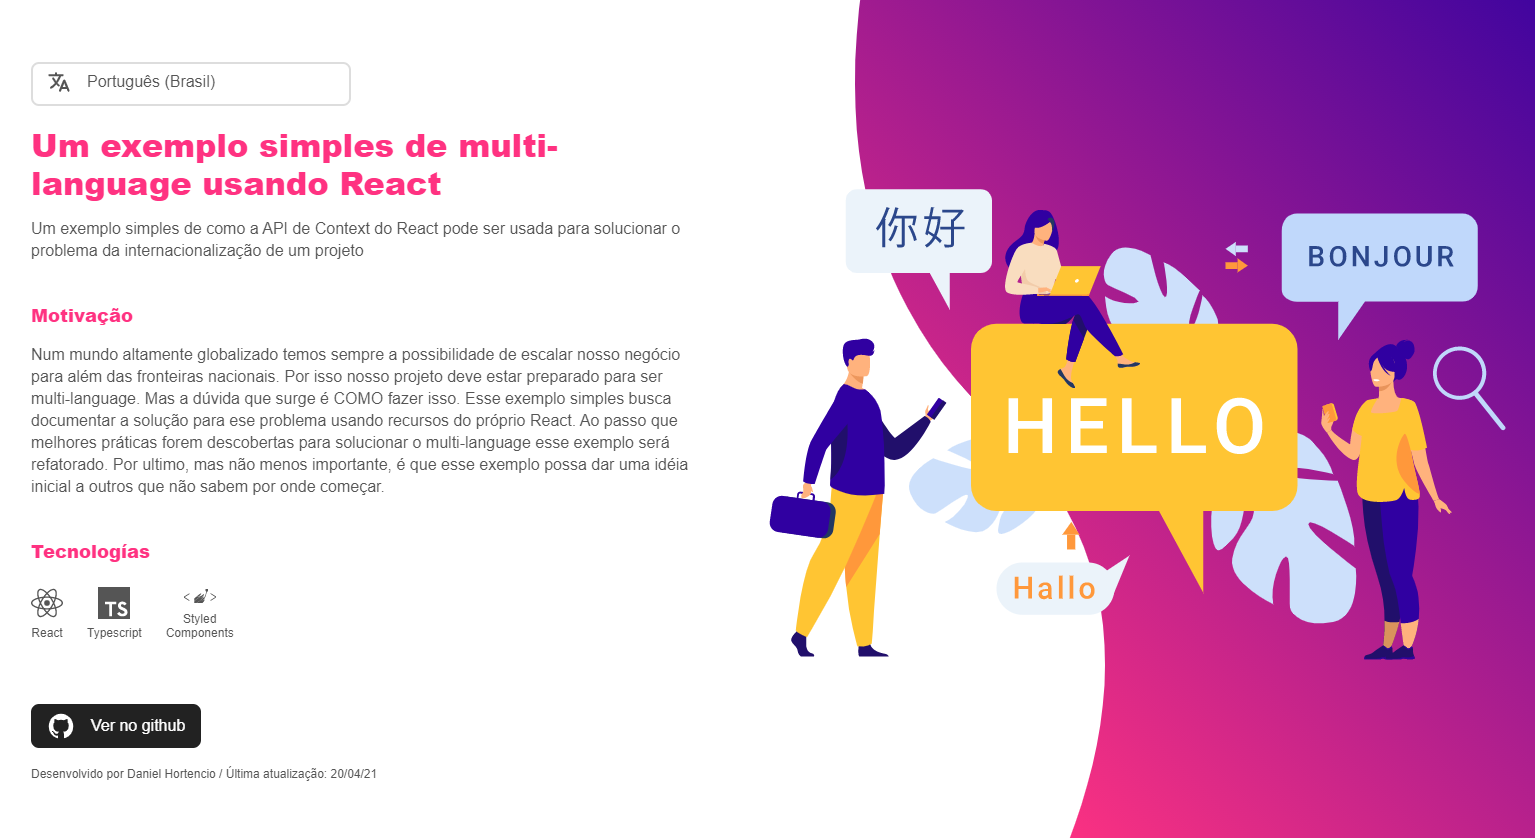 Português (Brasil)
Um exemplo simples de multi-
language usando React
Um exemplo simples de como a API de Context do React pode ser usada para solucionar o
problema da internacionalização de um projeto
Motivação
Num mundo altamente globalizado temos sempre a possibilidade de escalar nosso negócio
para além das fronteiras nacionais. Por isso nosso projeto deve estar preparado para ser
multi-language. Mas a dúvida que surge é COMO fazer isso. Esse exemplo simples busca
documentar a solução para ese problema usando recursos do próprio React. Ao passo que
melhores práticas forem descobertas para solucionar o multi-language esse exemplo será
refatorado. Por ultimo, mas não menos importante, é que esse exemplo possa dar uma idéia
inicial a outros que não sabem por onde começar.
Tecnologías
TS
React
Typescript
Styled
Components
Ver no github
Desenvolvido por Daniel Hortencio / Última atualização: 20/04/21
你好
BONJOUR
HELLO
Hallo